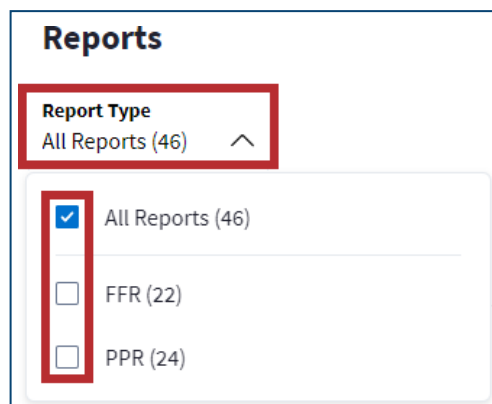 Reports
Report Type
All Reports (46)
All Reports (46)
FFR (22)
PPR (24)